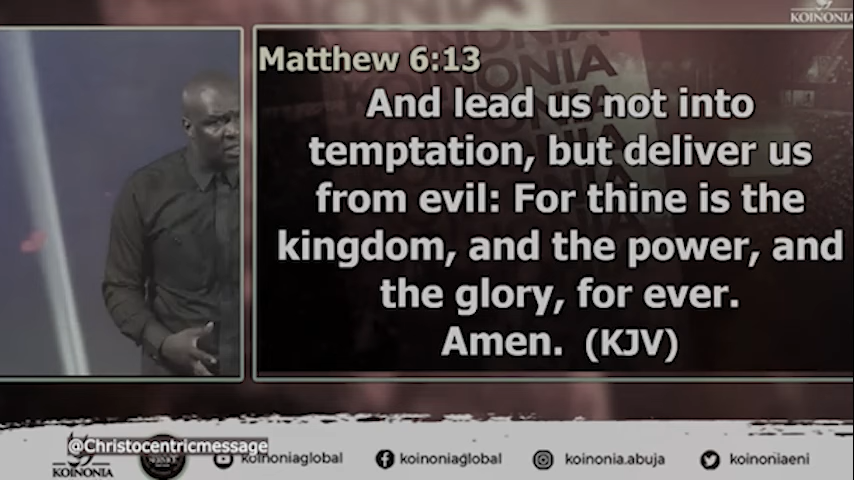 KOINONIA
Matthew 6:13
And lead us not into
temptation, but deliver us
from evil: For thine is the
kingdom, and the power, and
the glory, for ever.
Amen. (KJV)
@Christocentricmessage
KOINONIA
koinoniaglobal
koinoniaglobal
koinonia.abuja
koinoniaeni